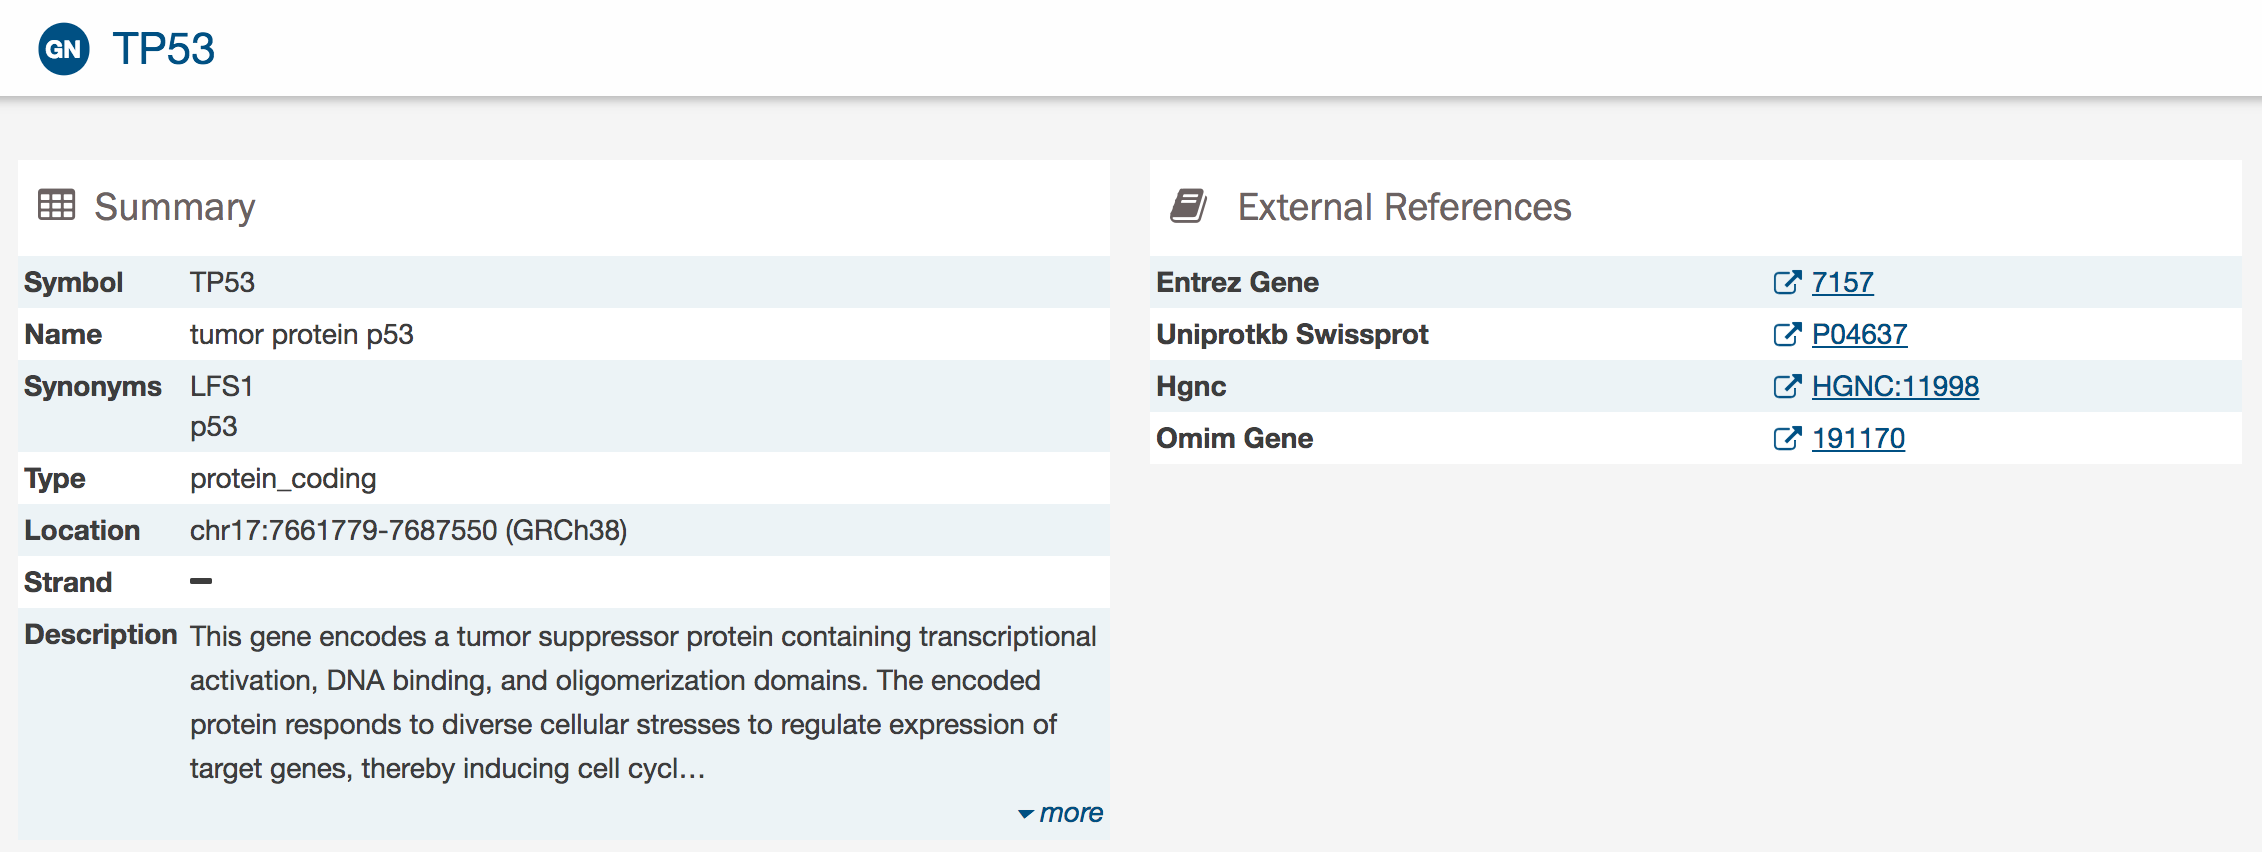 GN TP53
Summary
Symbol TP53
Name tumor protein p53
Synonyms LFS1
p53
Type protein_coding
Location chr17:7661779-7687550 (GRCh38)
Strand –
Description This gene encodes a tumor suppressor protein containing transcriptional
activation, DNA binding, and oligomerization domains. The encoded
protein responds to diverse cellular stresses to regulate expression of
target genes, thereby inducing cell cycl…
more
External References
Entrez Gene 7157
Uniprotkb Swissprot P04637
Hgnc HGNC:11998
Omim Gene 191170